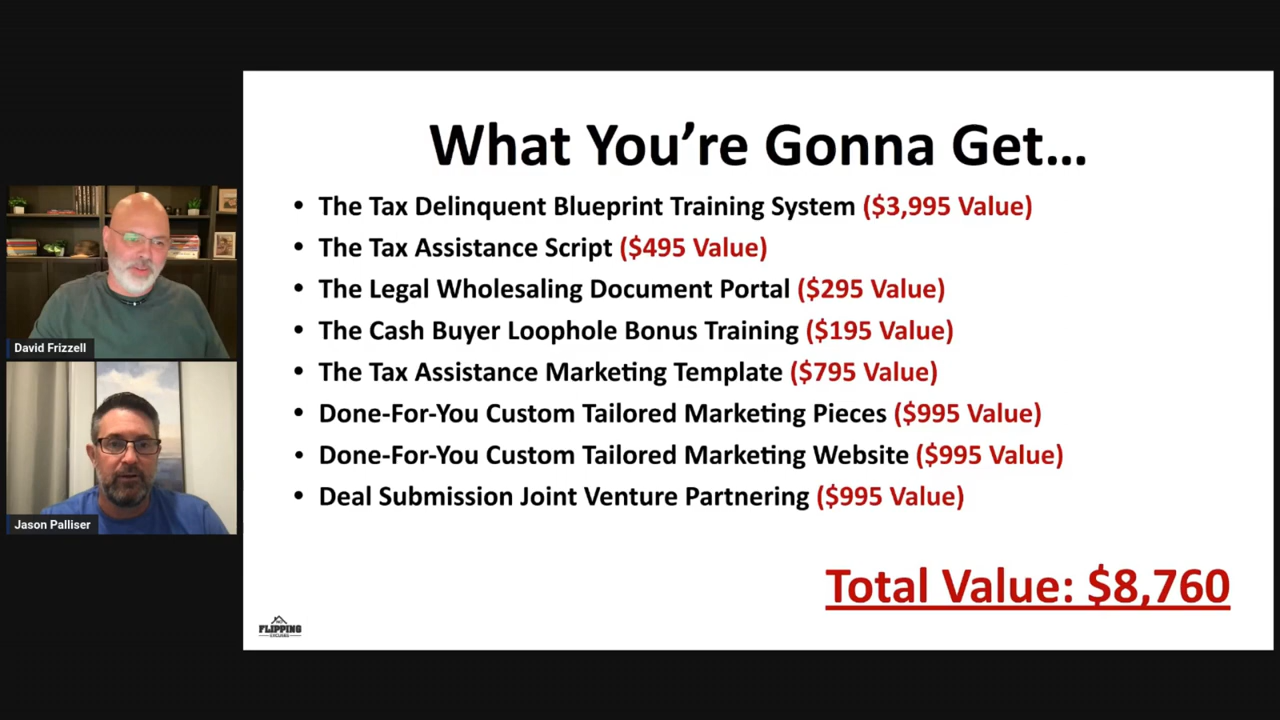 What You're Gonna Get...
• The Tax Delinquent Blueprint Training System ($3,995 Value)
• The Tax Assistance Script ($495 Value)
• The Legal Wholesaling Document Portal ($295 Value)
• The Cash Buyer Loophole Bonus Training ($195 Value)
• The Tax Assistance Marketing Template ($795 Value)
• Done-For-You Custom Tailored Marketing Pieces ($995 Value)
• Done-For-You Custom Tailored Marketing Website ($995 Value)
• Deal Submission Joint Venture Partnering ($995 Value)
Total Value: $8,760
FLIPPING
David Frizzell
Jason Palliser